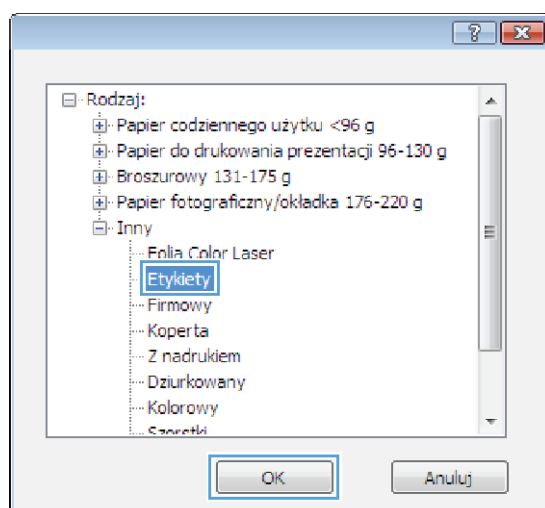 Rodzaj:
Papier codziennego użytku <96 g
Papier do drukowania prezentacji 96-130 g
Broszurowy 131-175 g
Papier fotograficzny/okładka 176-220 g
Inny
Folia Color Laser
Etykiety
Firmowy
Koperta
Z nadrukiem
Dziurkowany
Kolorowy
Szorstki
OK
Anuluj